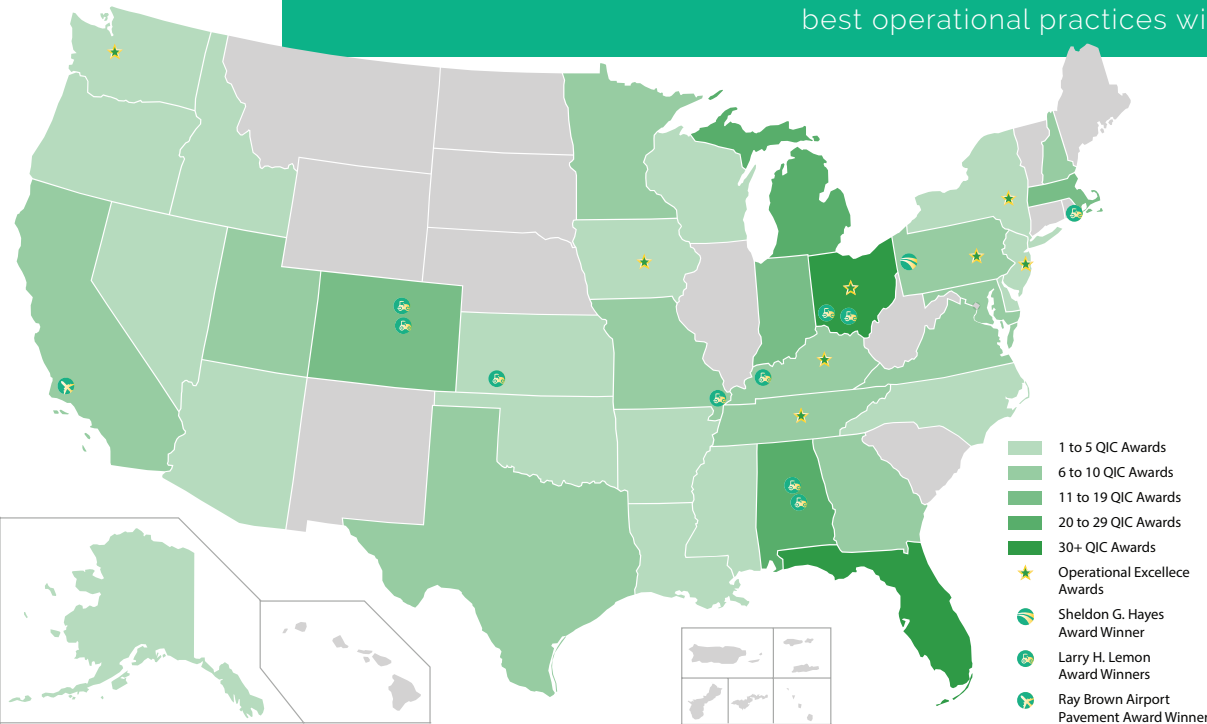 best operational practices wi
1 to 5 QIC Awards
6 to 10 QIC Awards
11 to 19 QIC Awards
20 to 29 QIC Awards
30+ QIC Awards
Operational Excellece
Awards
Sheldon G. Hayes
Award Winner
Larry H. Lemon
Award Winners
Ray Brown Airport
Pavement Award Winner